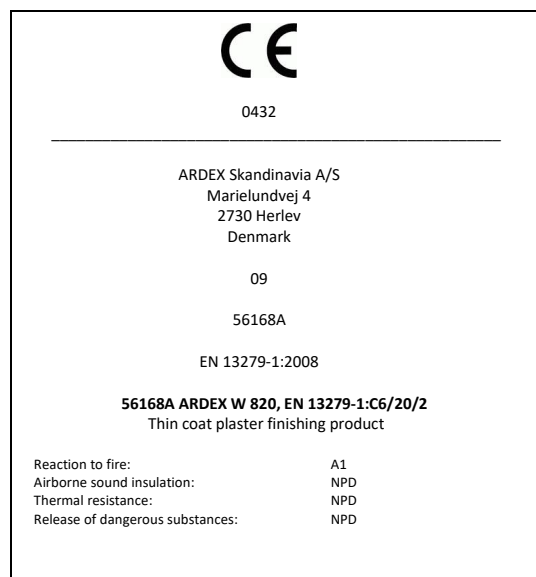 CE
0432
ARDEX Skandinavia A/S
Marielundvej 4
2730 Herlev
Denmark
09
56168A
EN 13279-1:2008
56168A ARDEX W 820, EN 13279-1:C6/20/2
Thin coat plaster finishing product
Reaction to fire: A1
Airborne sound insulation: NPD
Thermal resistance: NPD
Release of dangerous substances: NPD